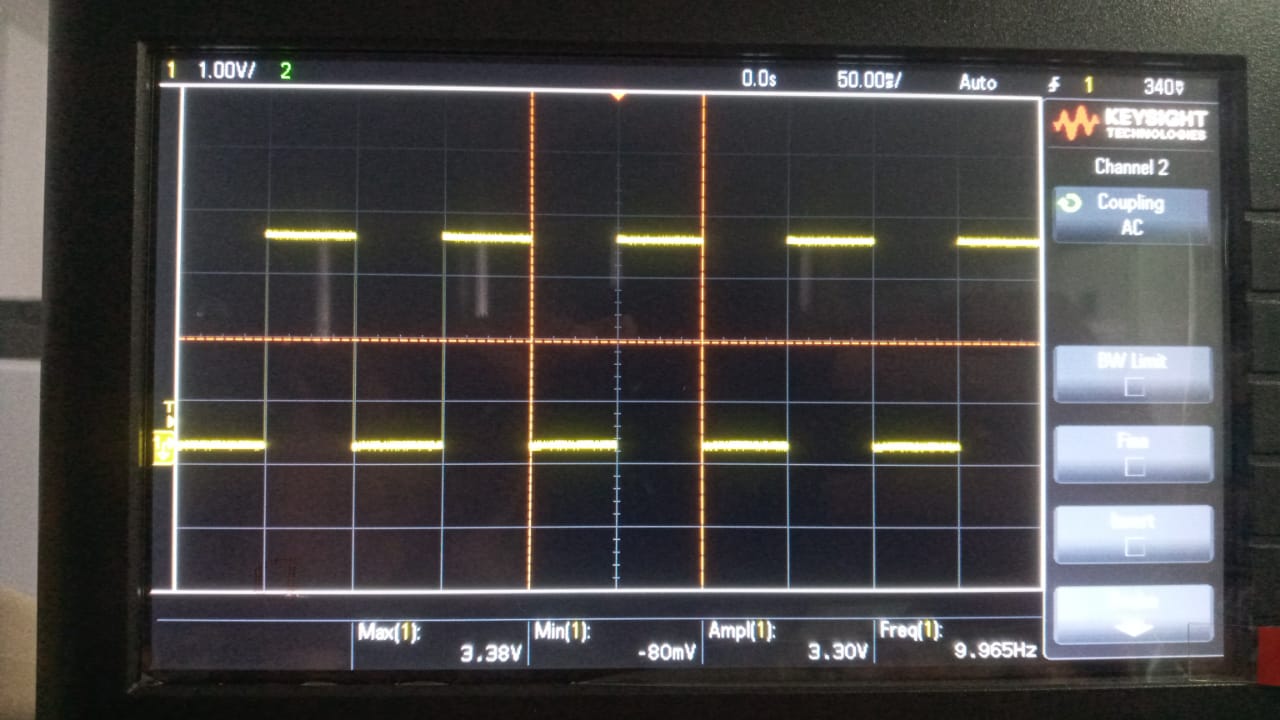 1 1.00V/ 2 0.0s 50.00ms/ Auto 1 340mV
KEYSIGHT
TECHNOLOGIES
Channel 2
Coupling
AC
BW Limit
Fine
Invert
Max(1):
3.38V
Min(1):
-80mV
Ampl(1):
3.30V
Freq(1):
9.965Hz